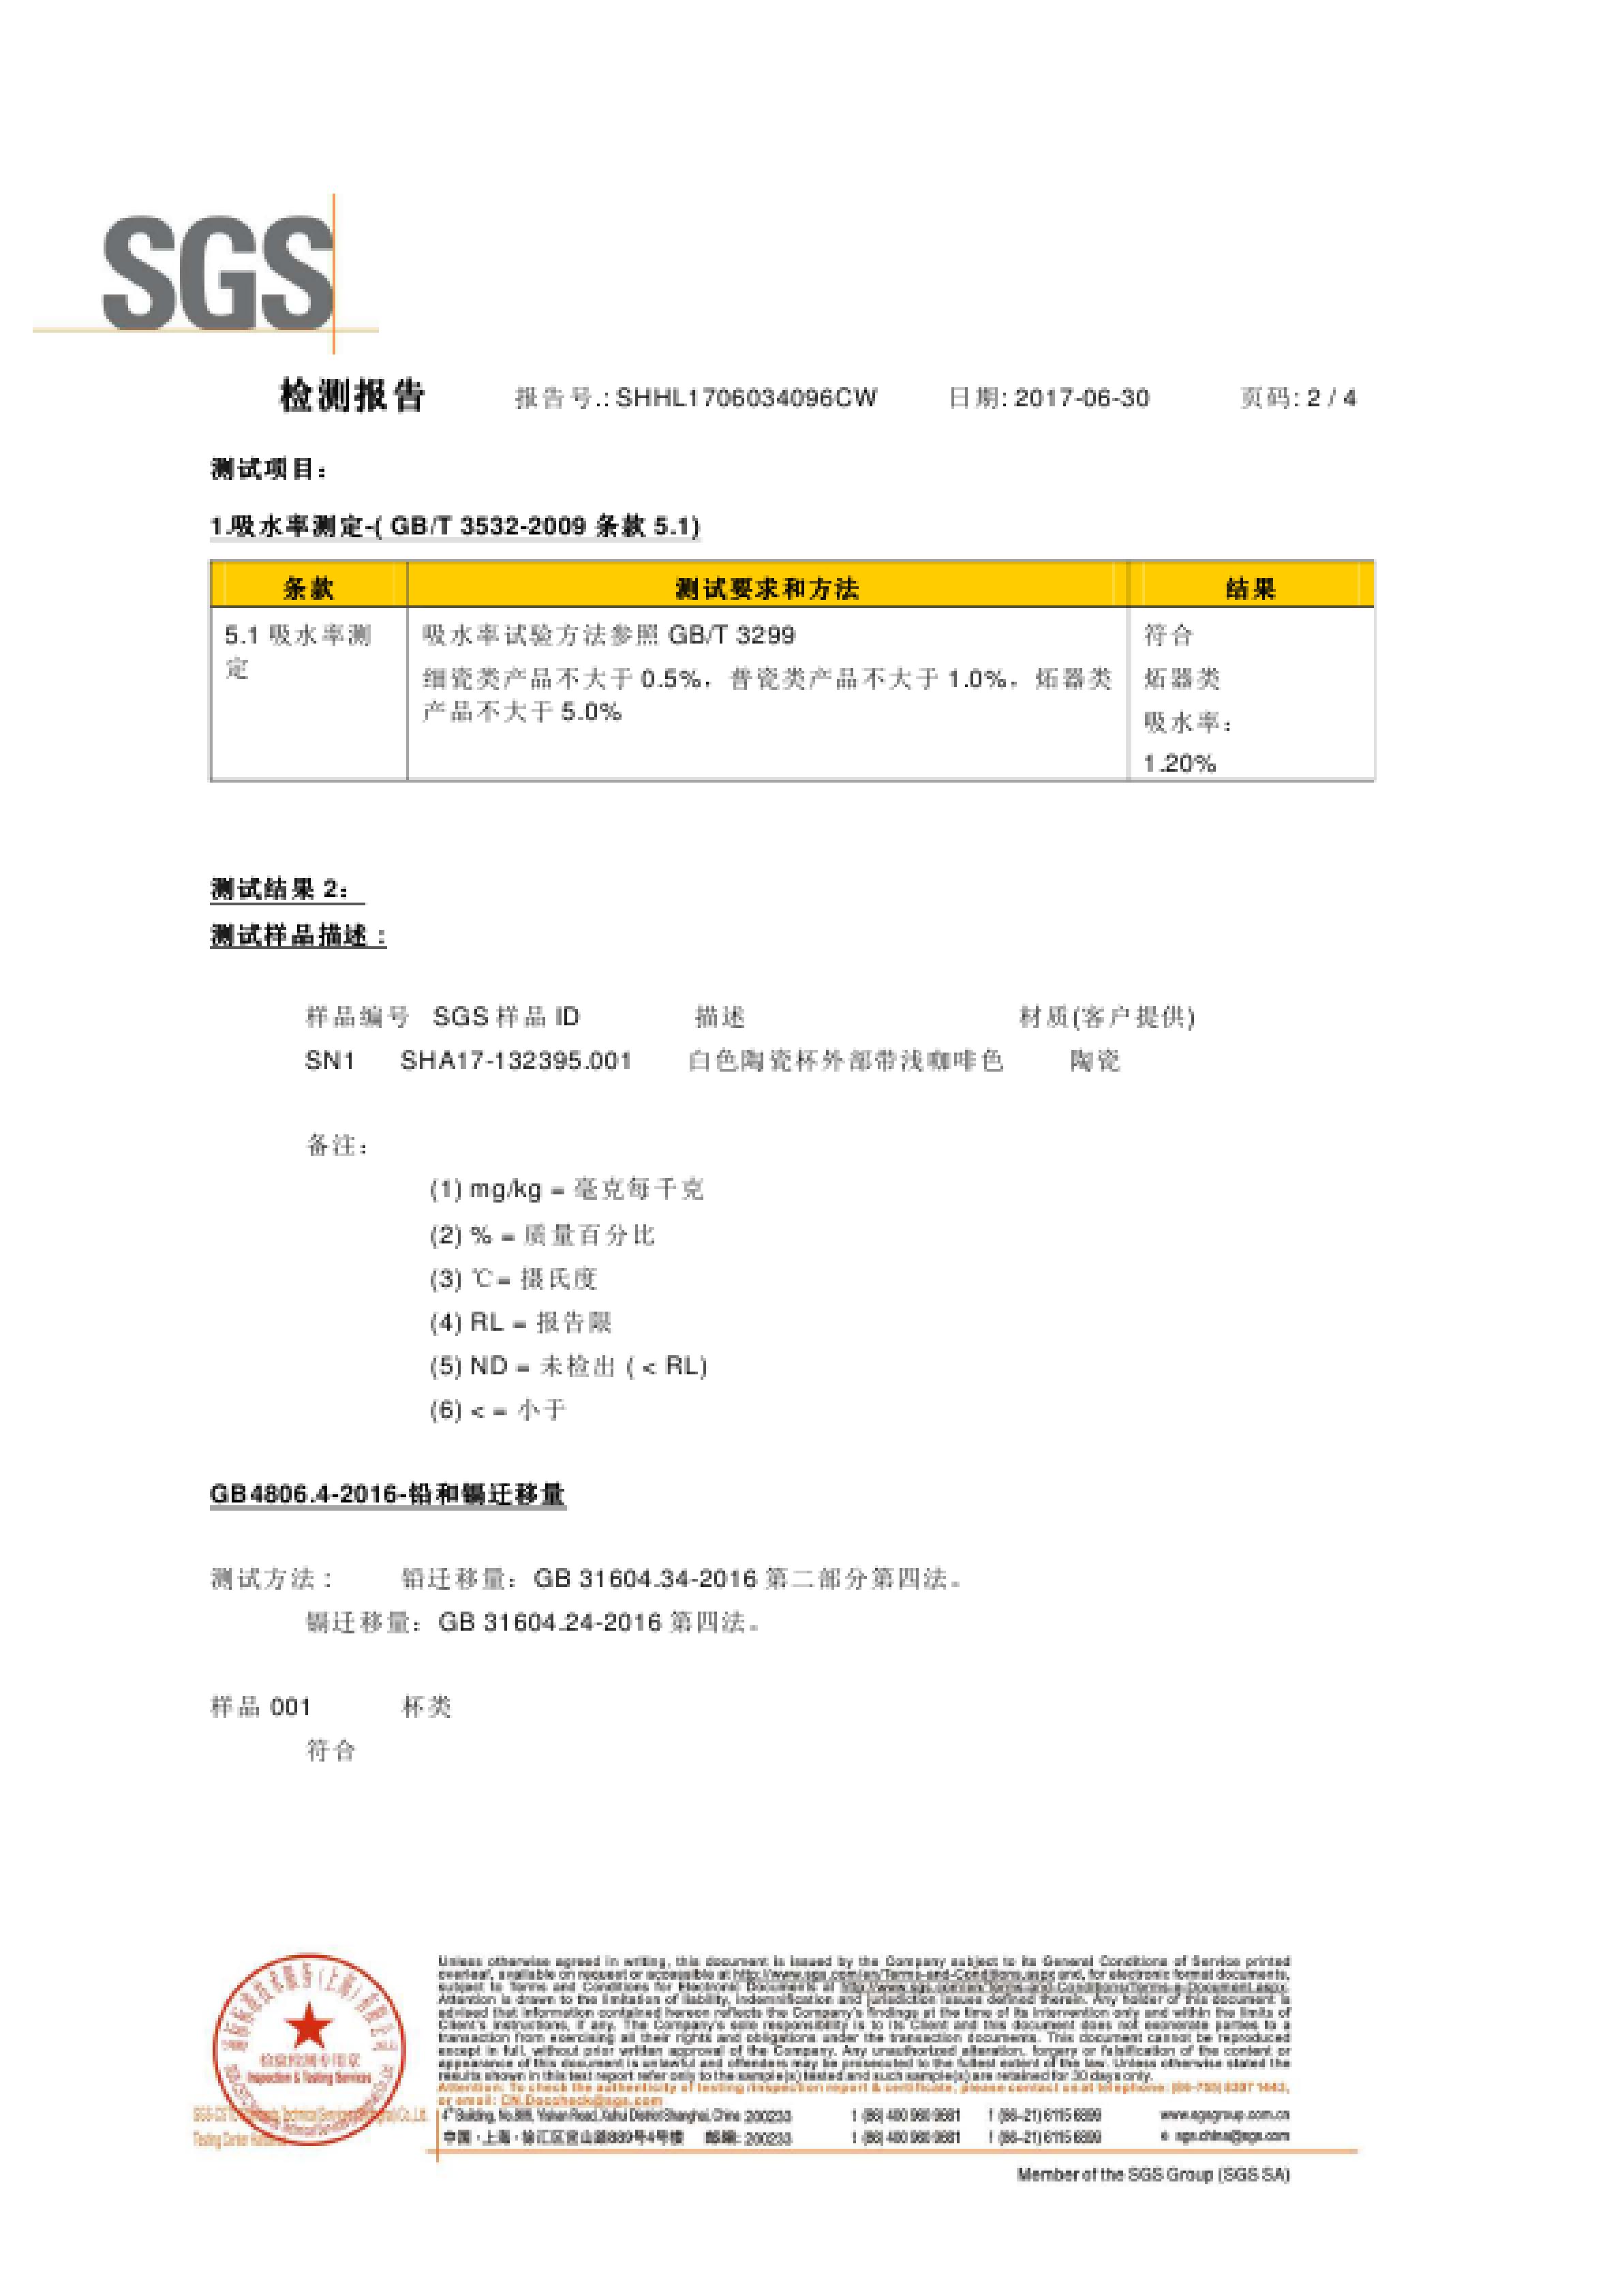 SGS
检测报告 报告号.: SHHL1706034096CW 日期: 2017-06-30 页码: 2 / 4
测试项目：
1.吸水率测定-( GB/T 3532-2009 条款 5.1)
条款 测试要求和方法 结果
5.1 吸水率测定 吸水率试验方法参照 GB/T 3299 符合
细瓷类产品不大于 0.5%，普瓷类产品不大于 1.0%，炻器类 炻器类
产品不大于 5.0% 吸水率：
1.20%
测试结果 2：
测试样品描述 :
样品编号 SGS 样品 ID 描述 材质(客户提供)
SN1 SHA17-132395.001 白色陶瓷杯外部带浅咖啡色 陶瓷
备注：
(1) mg/kg = 毫克每千克
(2) % = 质量百分比
(3) ℃= 摄氏度
(4) RL = 报告限
(5) ND = 未检出 ( < RL)
(6) < = 小于
GB4806.4-2016-铅和镉迁移量
测试方法 : 铅迁移量：GB 31604.34-2016 第二部分第四法。
镉迁移量：GB 31604.24-2016 第四法。
样品 001 杯类
符合
检验检测专用章
Inspection & Testing Services
Unless otherwise agreed in writing, this document is issued by the Company subject to its General Conditions of Service printed
overleaf, available on request or accessible at http://www.sgs.com/en/Terms-and-Conditions.aspx and, for electronic format documents,
subject to Terms and Conditions for Electronic Documents at http://www.sgs.com/en/Terms-and-Conditions/Terms-e-Document.aspx.
Attention is drawn to the limitation of liability, indemnification and jurisdiction issues defined therein. Any holder of this document is
advised that information contained hereon reflects the Company's findings at the time of its intervention only and within the limits of
Client's instructions, if any. The Company's sole responsibility is to its Client and this document does not exonerate parties to a
transaction from exercising all their rights and obligations under the transaction documents. This document cannot be reproduced
except in full, without prior written approval of the Company. Any unauthorized alteration, forgery or falsification of the content or
appearance of this document is unlawful and offenders may be prosecuted to the fullest extent of the law. Unless otherwise stated the
results shown in this test report refer only to the sample(s) tested and such sample(s) are retained for 30 days only.
Attention: To check the authenticity of testing /inspection report & certificate, please contact us at telephone: (86-755) 8307 1443,
or email: CN.Doccheck@sgs.com
4th Building, No.889, Yishan Road, Xuhui District Shanghai, China 200233 t (86) 400 960 0661 f (86-21) 6115 6899 www.sgsgroup.com.cn
中国·上海·徐汇区宜山路889号4号楼 邮编: 200233 t (86) 400 960 0661 f (86-21) 6115 6899 e sgs.china@sgs.com
Member of the SGS Group (SGS SA)